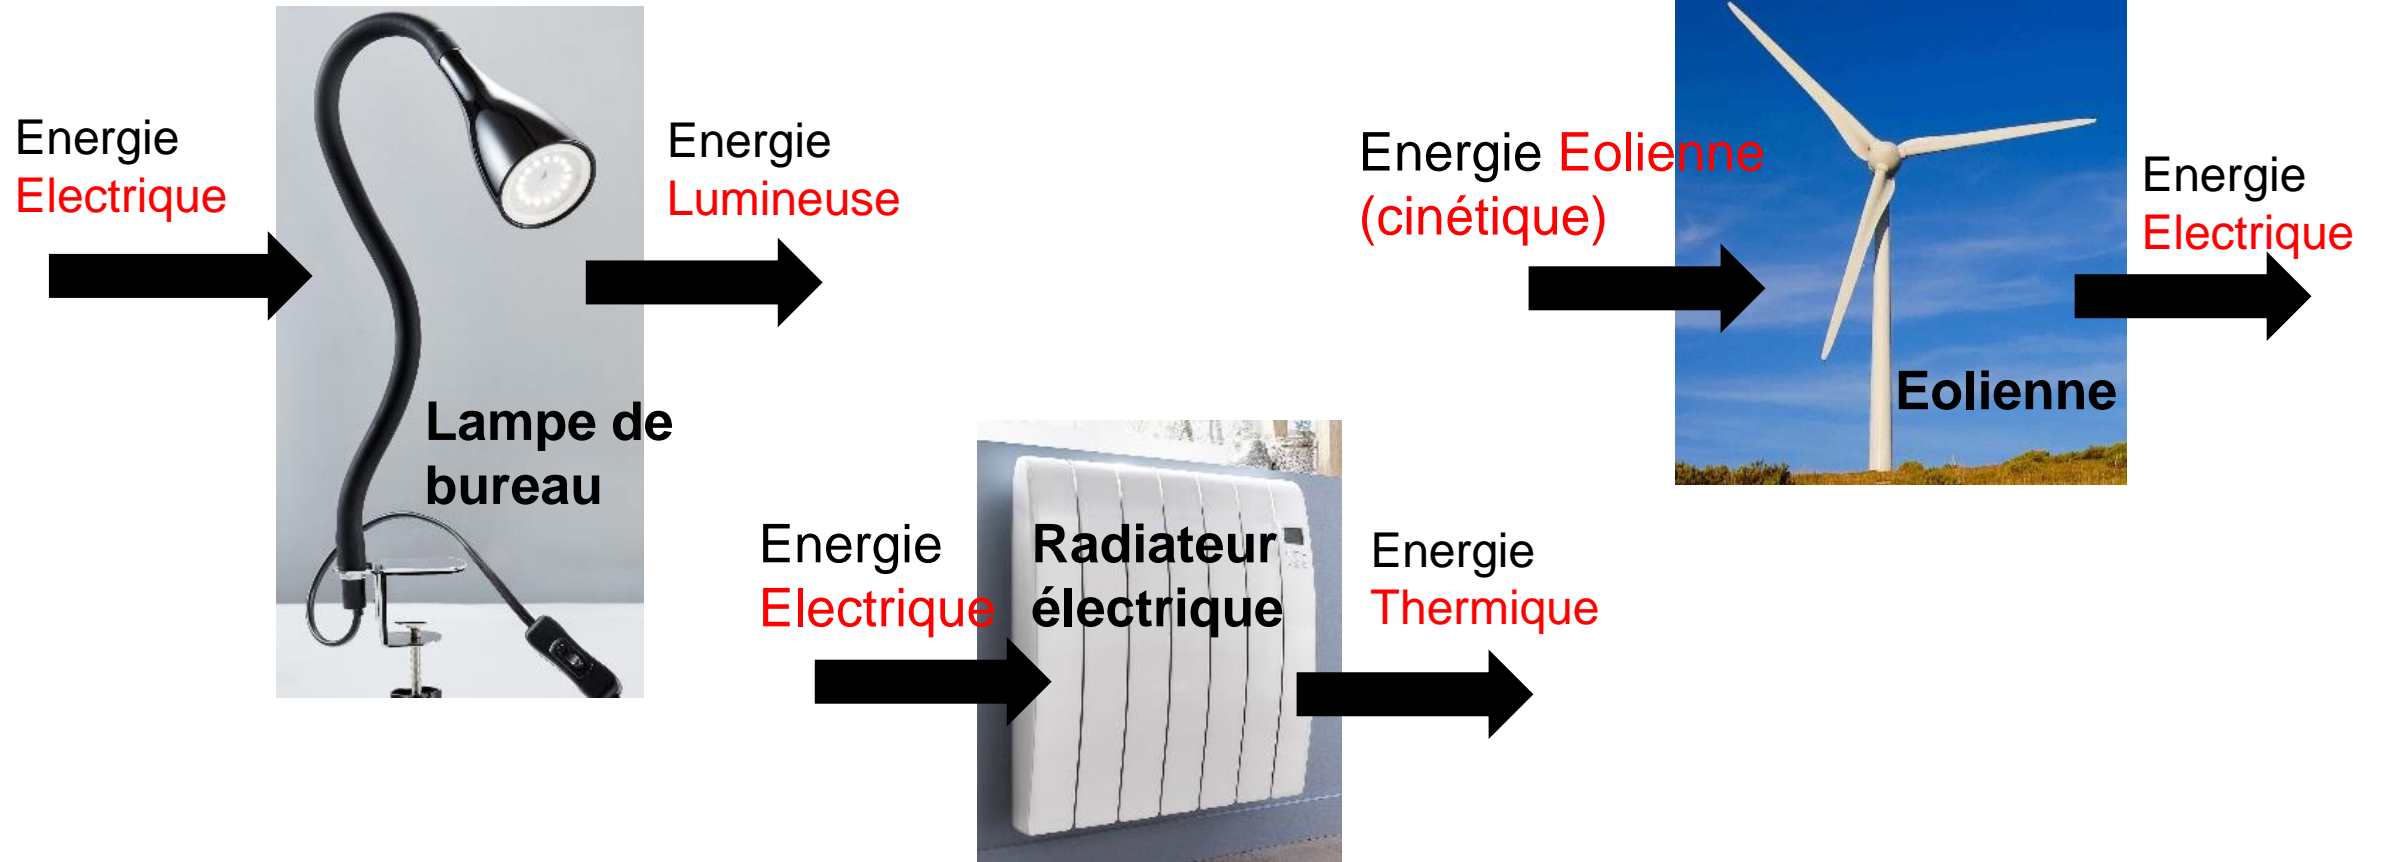 Energie
Electrique
Energie
Lumineuse
Lampe de
bureau
Energie Eolienne
(cinétique)
Energie
Electrique
Eolienne
Energie
Electrique
Radiateur
électrique
Energie
Thermique